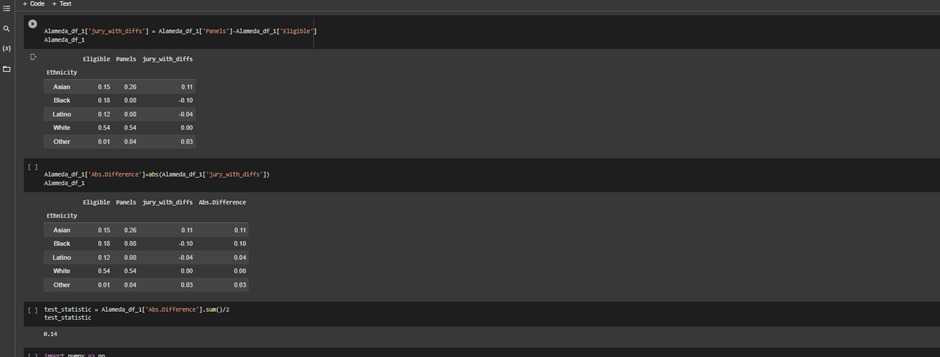 + Code + Text
{x}
Alameda_df_1['jury_with_diffs'] = Alameda_df_1['Panels']-Alameda_df_1['Eligible']
Alameda_df_1
Eligible Panels jury_with_diffs
Ethnicity
Asian 0.15 0.26 0.11
Black 0.18 0.08 -0.10
Latino 0.12 0.08 -0.04
White 0.54 0.54 0.00
Other 0.01 0.04 0.03
[ ]
Alameda_df_1['Abs.Difference']=abs(Alameda_df_1['jury_with_diffs'])
Alameda_df_1
Eligible Panels jury_with_diffs Abs.Difference
Ethnicity
Asian 0.15 0.26 0.11 0.11
Black 0.18 0.08 -0.10 0.10
Latino 0.12 0.08 -0.04 0.04
White 0.54 0.54 0.00 0.00
Other 0.01 0.04 0.03 0.03
[ ] test_statistic = Alameda_df_1['Abs.Difference'].sum()/2
test_statistic
0.14
[ ] import numpy as np